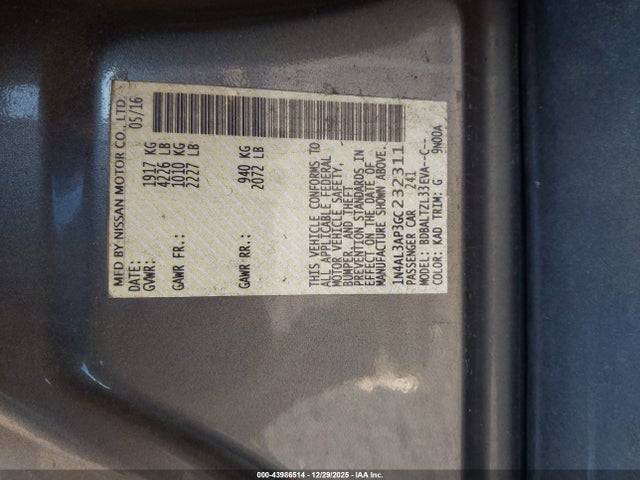 MFD BY NISSAN MOTOR CO., LTD.
DATE: 05/16
GVWR: 1917 KG
4226 LB
GAWR FR: 1010 KG
2227 LB
GAWR RR: 940 KG
2072 LB
THIS VEHICLE CONFORMS TO
ALL APPLICABLE FEDERAL
MOTOR VEHICLE SAFETY,
BUMPER, AND THEFT
PREVENTION STANDARDS IN
EFFECT ON THE DATE OF
MANUFACTURE SHOWN ABOVE.
1N4AL3AP3GC232311
PASSENGER CAR 241
MODEL: BDBALTZL33EVA--C--
COLOR: KAD TRIM: G 9NODA
000-43986514 - 12/29/2025 - IAA Inc.